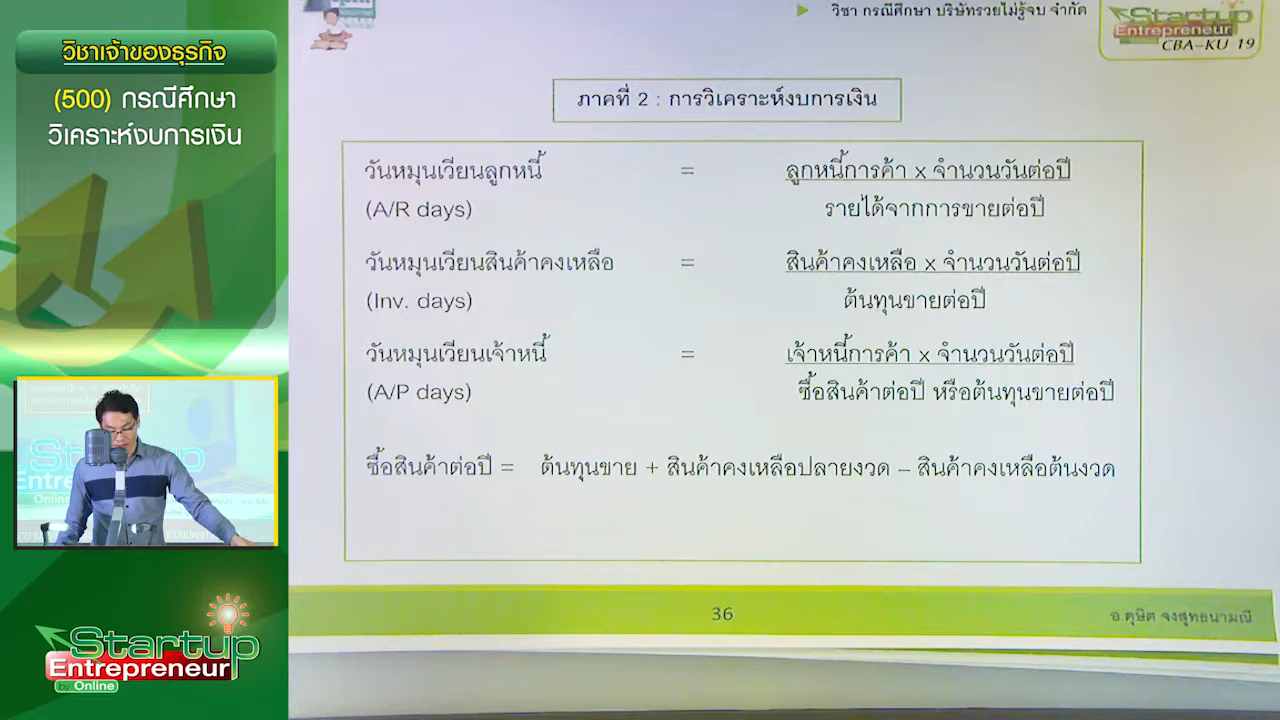 วิชาเจ้าของธุรกิจ
(500) กรณีศึกษา
วิเคราะห์งบการเงิน
วิชา กรณีศึกษา บริษัทรวยไม่รู้จบ จำกัด
Startup
Entrepreneur
CBA-KU 19
ภาคที่ 2 : การวิเคราะห์งบการเงิน
วันหมุนเวียนลูกหนี้ = ลูกหนี้การค้า x จำนวนวันต่อปี
(A/R days) รายได้จากการขายต่อปี
วันหมุนเวียนสินค้าคงเหลือ = สินค้าคงเหลือ x จำนวนวันต่อปี
(Inv. days) ต้นทุนขายต่อปี
วันหมุนเวียนเจ้าหนี้ = เจ้าหนี้การค้า x จำนวนวันต่อปี
(A/P days) ซื้อสินค้าต่อปี หรือต้นทุนขายต่อปี
ซื้อสินค้าต่อปี = ต้นทุนขาย + สินค้าคงเหลือปลายงวด – สินค้าคงเหลือต้นงวด
36
อ.ดุษิต จงสุทธนามณี
Startup
Entrepreneur
by Online